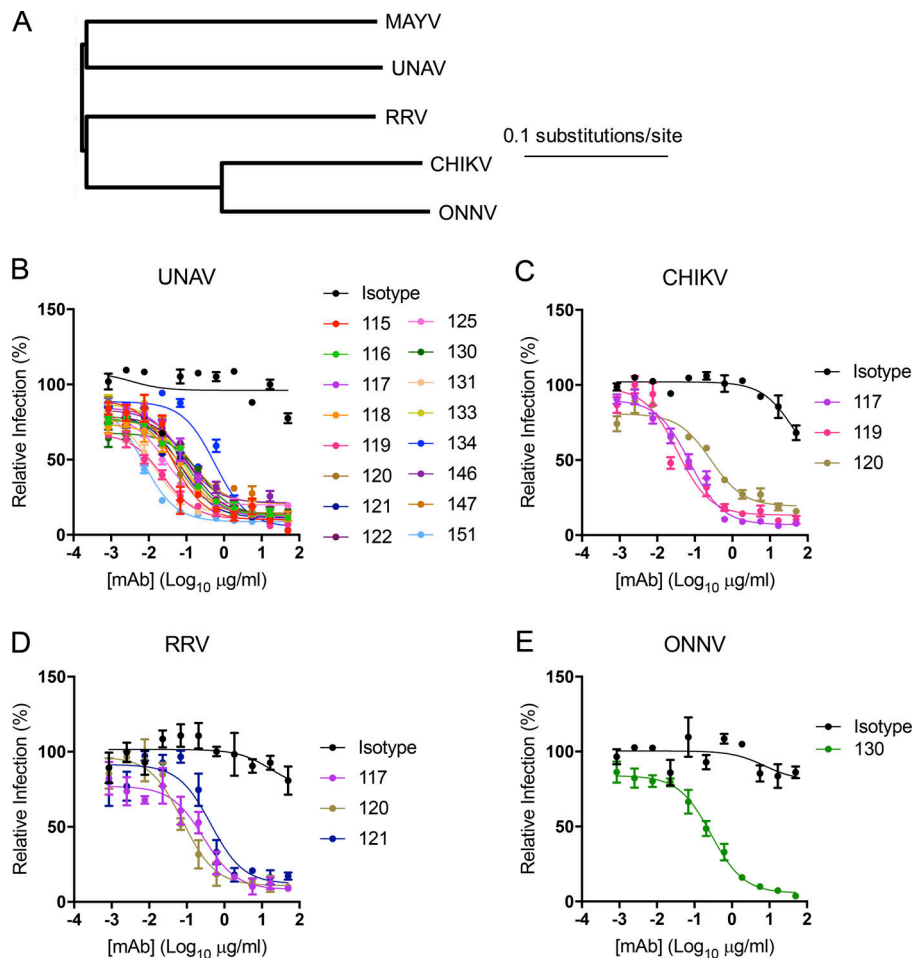 A
MAYV
UNAV
RRV
0.1 substitutions/site
CHIKV
ONNV
B
UNAV
Relative Infection (%)
150
100
50
0
-4 -3 -2 -1 0 1 2
[mAb] (Log10 µg/ml)
Isotype
115 125
116 130
117 131
118 133
119 134
120 146
121 147
122 151
C
CHIKV
Relative Infection (%)
150
100
50
0
-4 -3 -2 -1 0 1 2
[mAb] (Log10 µg/ml)
Isotype
117
119
120
D
RRV
Relative Infection (%)
150
100
50
0
-4 -3 -2 -1 0 1 2
[mAb] (Log10 µg/ml)
Isotype
117
120
121
E
ONNV
Relative Infection (%)
150
100
50
0
-4 -3 -2 -1 0 1 2
[mAb] (Log10 µg/ml)
Isotype
130